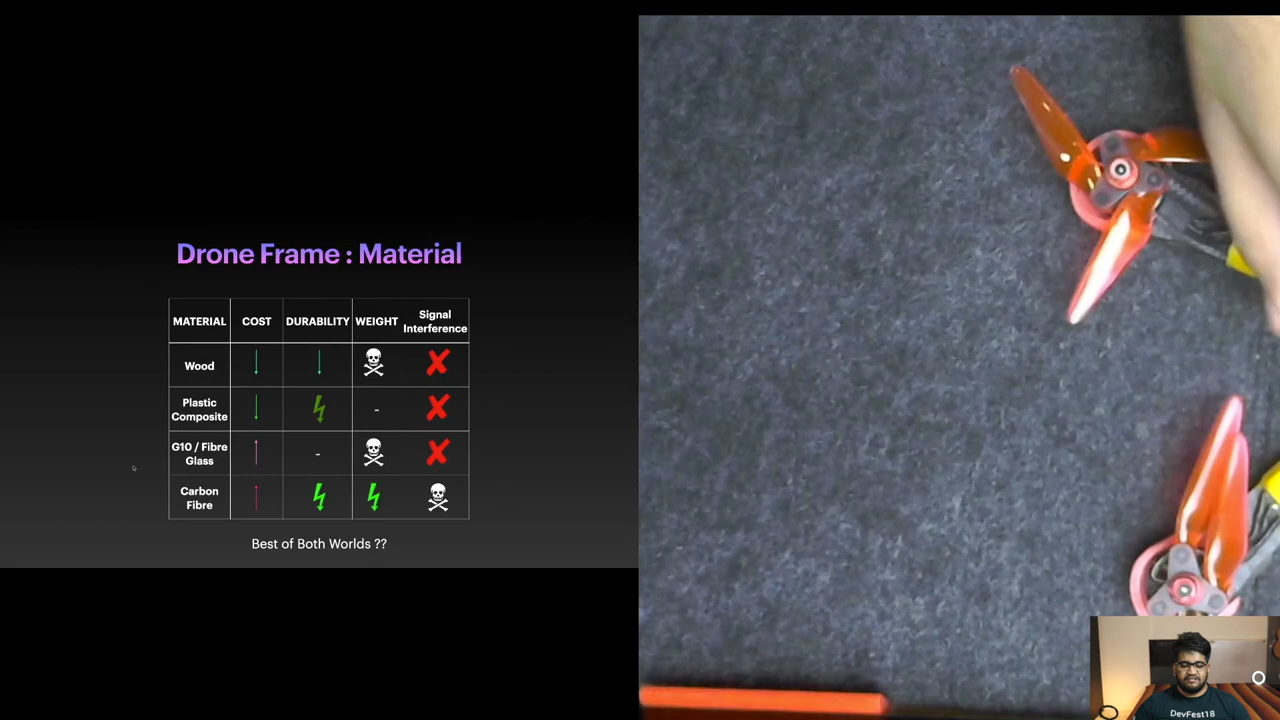 Drone Frame : Material
MATERIAL COST DURABILITY WEIGHT Signal Interference
Wood
Plastic Composite -
G10 / Fibre Glass -
Carbon Fibre
Best of Both Worlds ??
DevFest18